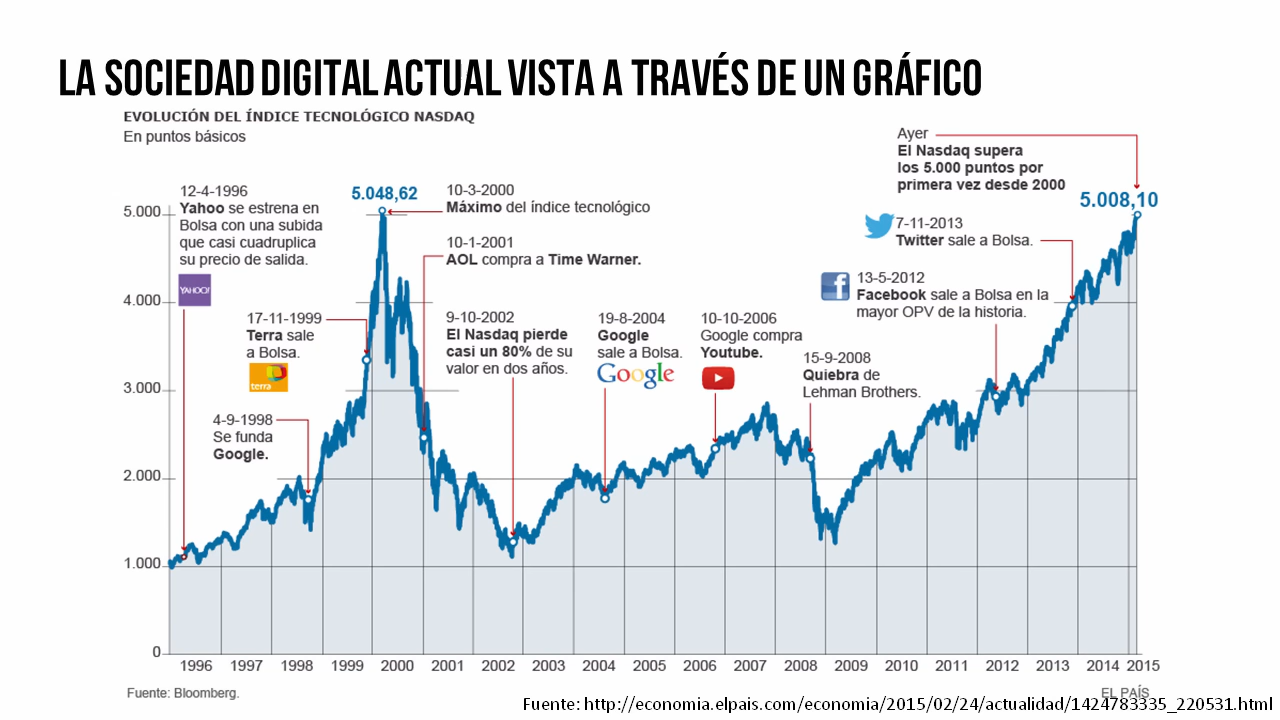 LA SOCIEDAD DIGITAL ACTUAL VISTA A TRAVÉS DE UN GRÁFICO
EVOLUCIÓN DEL ÍNDICE TECNOLÓGICO NASDAQ
En puntos básicos
12-4-1996
Yahoo se estrena en
Bolsa con una subida
que casi cuadruplica
su precio de salida.
YAHOO!
17-11-1999
Terra sale
a Bolsa.
terra
4-9-1998
Se funda
Google.
5.048,62
10-3-2000
Máximo del índice tecnológico
10-1-2001
AOL compra a Time Warner.
9-10-2002
El Nasdaq pierde
casi un 80% de su
valor en dos años.
19-8-2004
Google
sale a Bolsa.
Google
10-10-2006
Google compra
Youtube.
15-9-2008
Quiebra de
Lehman Brothers.
Ayer
El Nasdaq supera
los 5.000 puntos por
primera vez desde 2000
5.008,10
7-11-2013
Twitter sale a Bolsa.
13-5-2012
Facebook sale a Bolsa en la
mayor OPV de la historia.
5.000
4.000
3.000
2.000
1.000
0
1996 1997 1998 1999 2000 2001 2002 2003 2004 2005 2006 2007 2008 2009 2010 2011 2012 2013 2014 2015
Fuente: Bloomberg.
EL PAÍS
Fuente: http://economia.elpais.com/economia/2015/02/24/actualidad/1424783335_220531.html